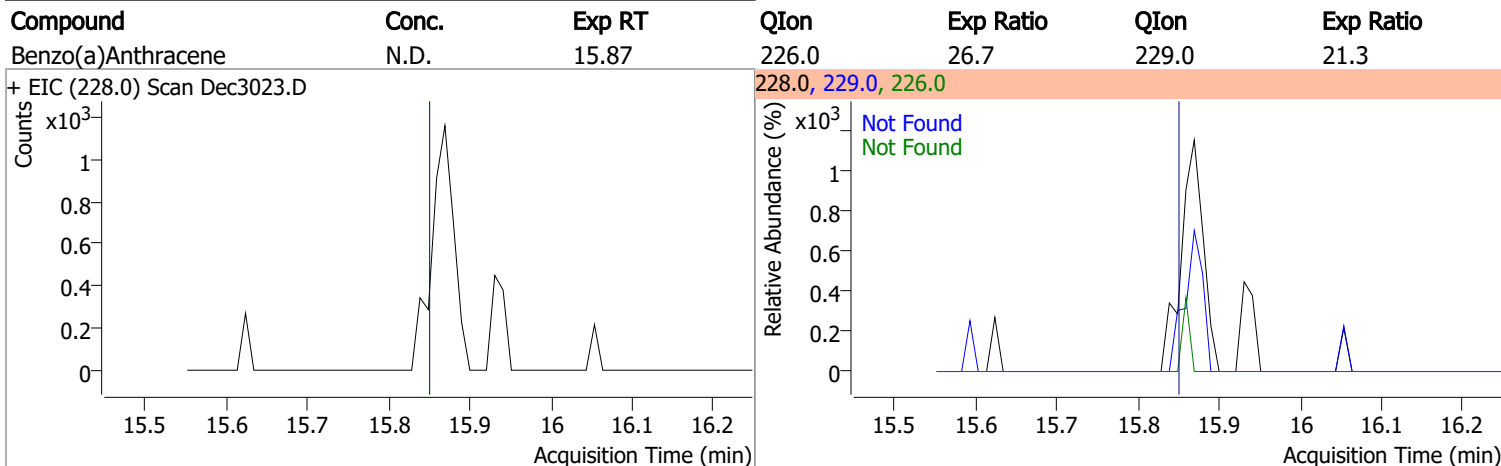 Compound Conc. Exp RT QIon Exp Ratio QIon Exp Ratio
Benzo(a)Anthracene N.D. 15.87 226.0 26.7 229.0 21.3
+ EIC (228.0) Scan Dec3023.D
Counts
x10³
1
0.8
0.6
0.4
0.2
0
15.5 15.6 15.7 15.8 15.9 16 16.1 16.2
Acquisition Time (min)
228.0, 229.0, 226.0
Relative Abundance (%)
x10³
Not Found
Not Found
1
0.8
0.6
0.4
0.2
0
15.5 15.6 15.7 15.8 15.9 16 16.1 16.2
Acquisition Time (min)